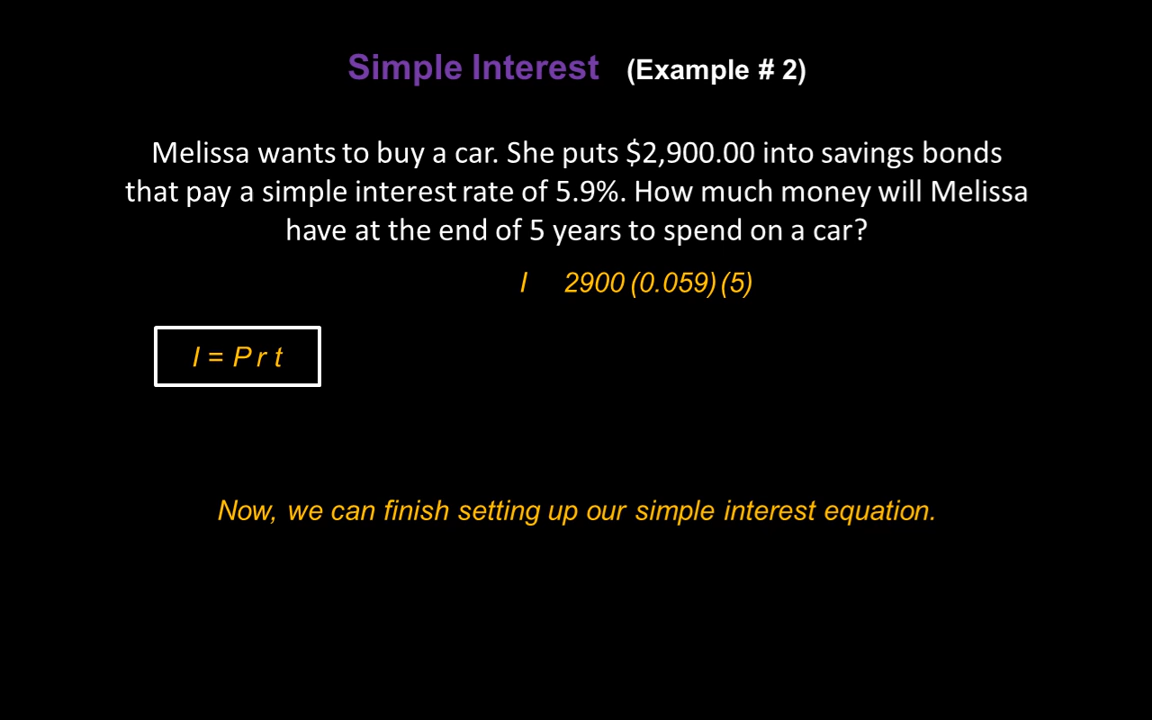 Simple Interest (Example # 2)
Melissa wants to buy a car. She puts $2,900.00 into savings bonds
that pay a simple interest rate of 5.9%. How much money will Melissa
have at the end of 5 years to spend on a car?
I 2900 (0.059) (5)
I = P r t
Now, we can finish setting up our simple interest equation.